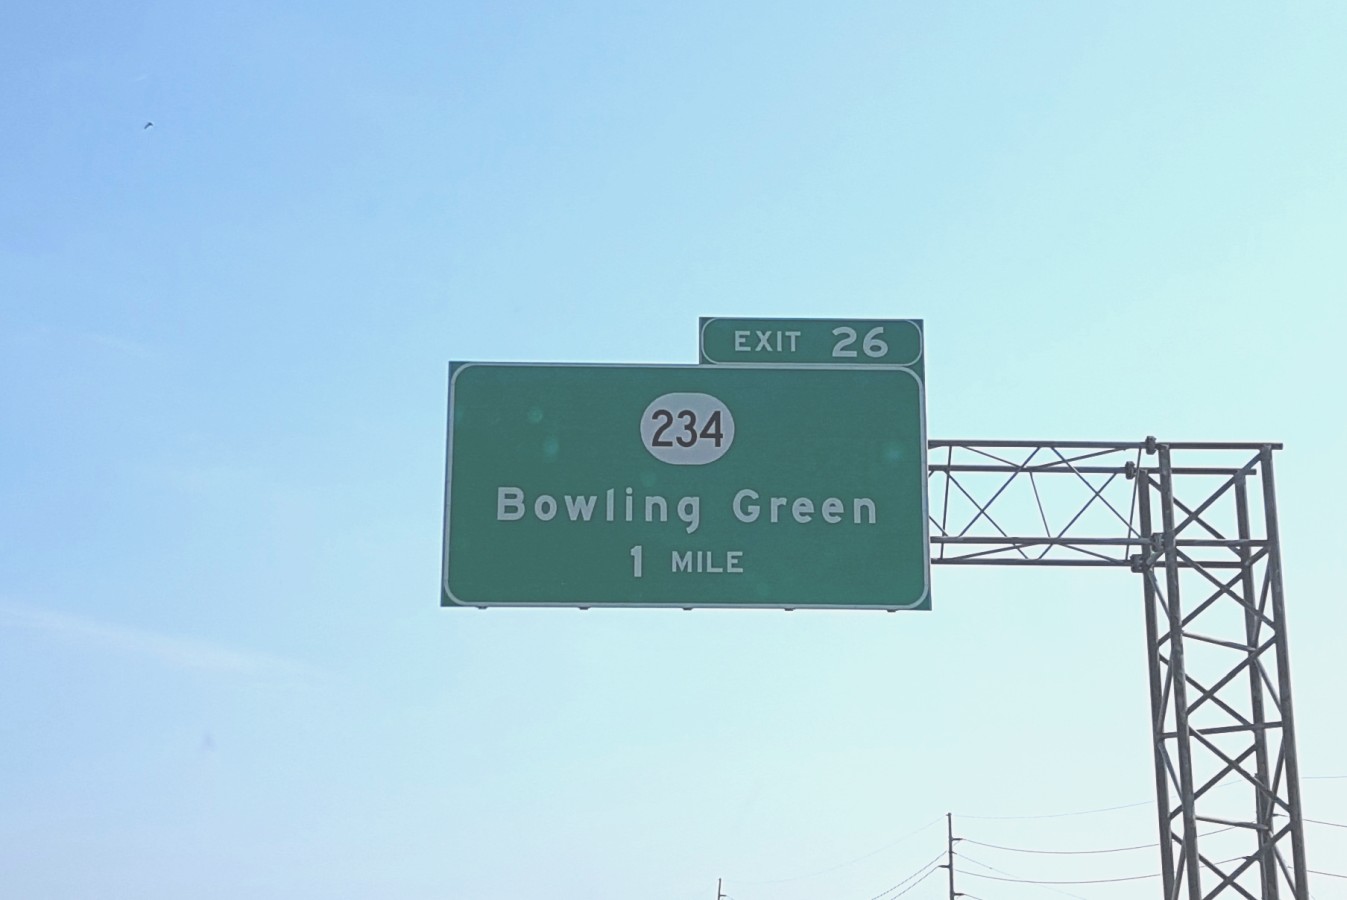 EXIT 26
234
Bowling Green
1 MILE